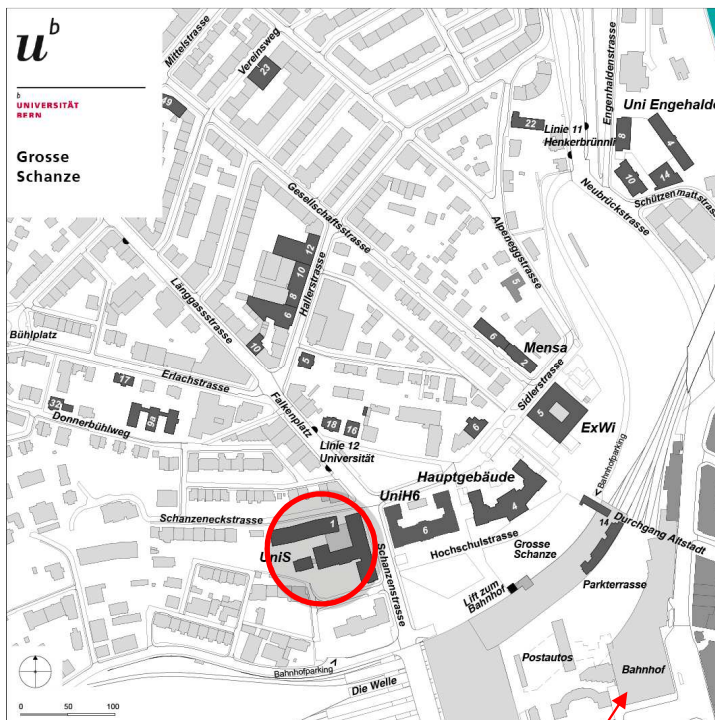 u^b
b
UNIVERSITÄT
BERN
Grosse
Schanze
Mittelstrasse
Vereinsweg
23
49
Engehaldenstrasse
Uni Engehalde
22
Linie 11
Henkerbrünnli
8
4
10
14
Schützenmattstras
Neubrückstrasse
Gesellschaftsstrasse
Alpeneggstrasse
5
12
10
8
6
Hallerstrasse
Länggassstrasse
10
5
Bühlplatz
Erlachstrasse
17
Donnerbühlweg
Falkenplatz
18
16
Linie 12
Universität
6
2
Mensa
Sidlerstrasse
5
ExWi
6
Hauptgebäude
4
UniH6
6
Hochschulstrasse
Schanzeneckstrasse
1
UniS
Schanzenstrasse
Grosse
Schanze
Bahnhofparking
14
Durchgang Altstadt
Parkterrasse
Lift zum
Bahnhof
Postautos
Bahnhof
Bahnhofparking
Die Welle
0 50 100